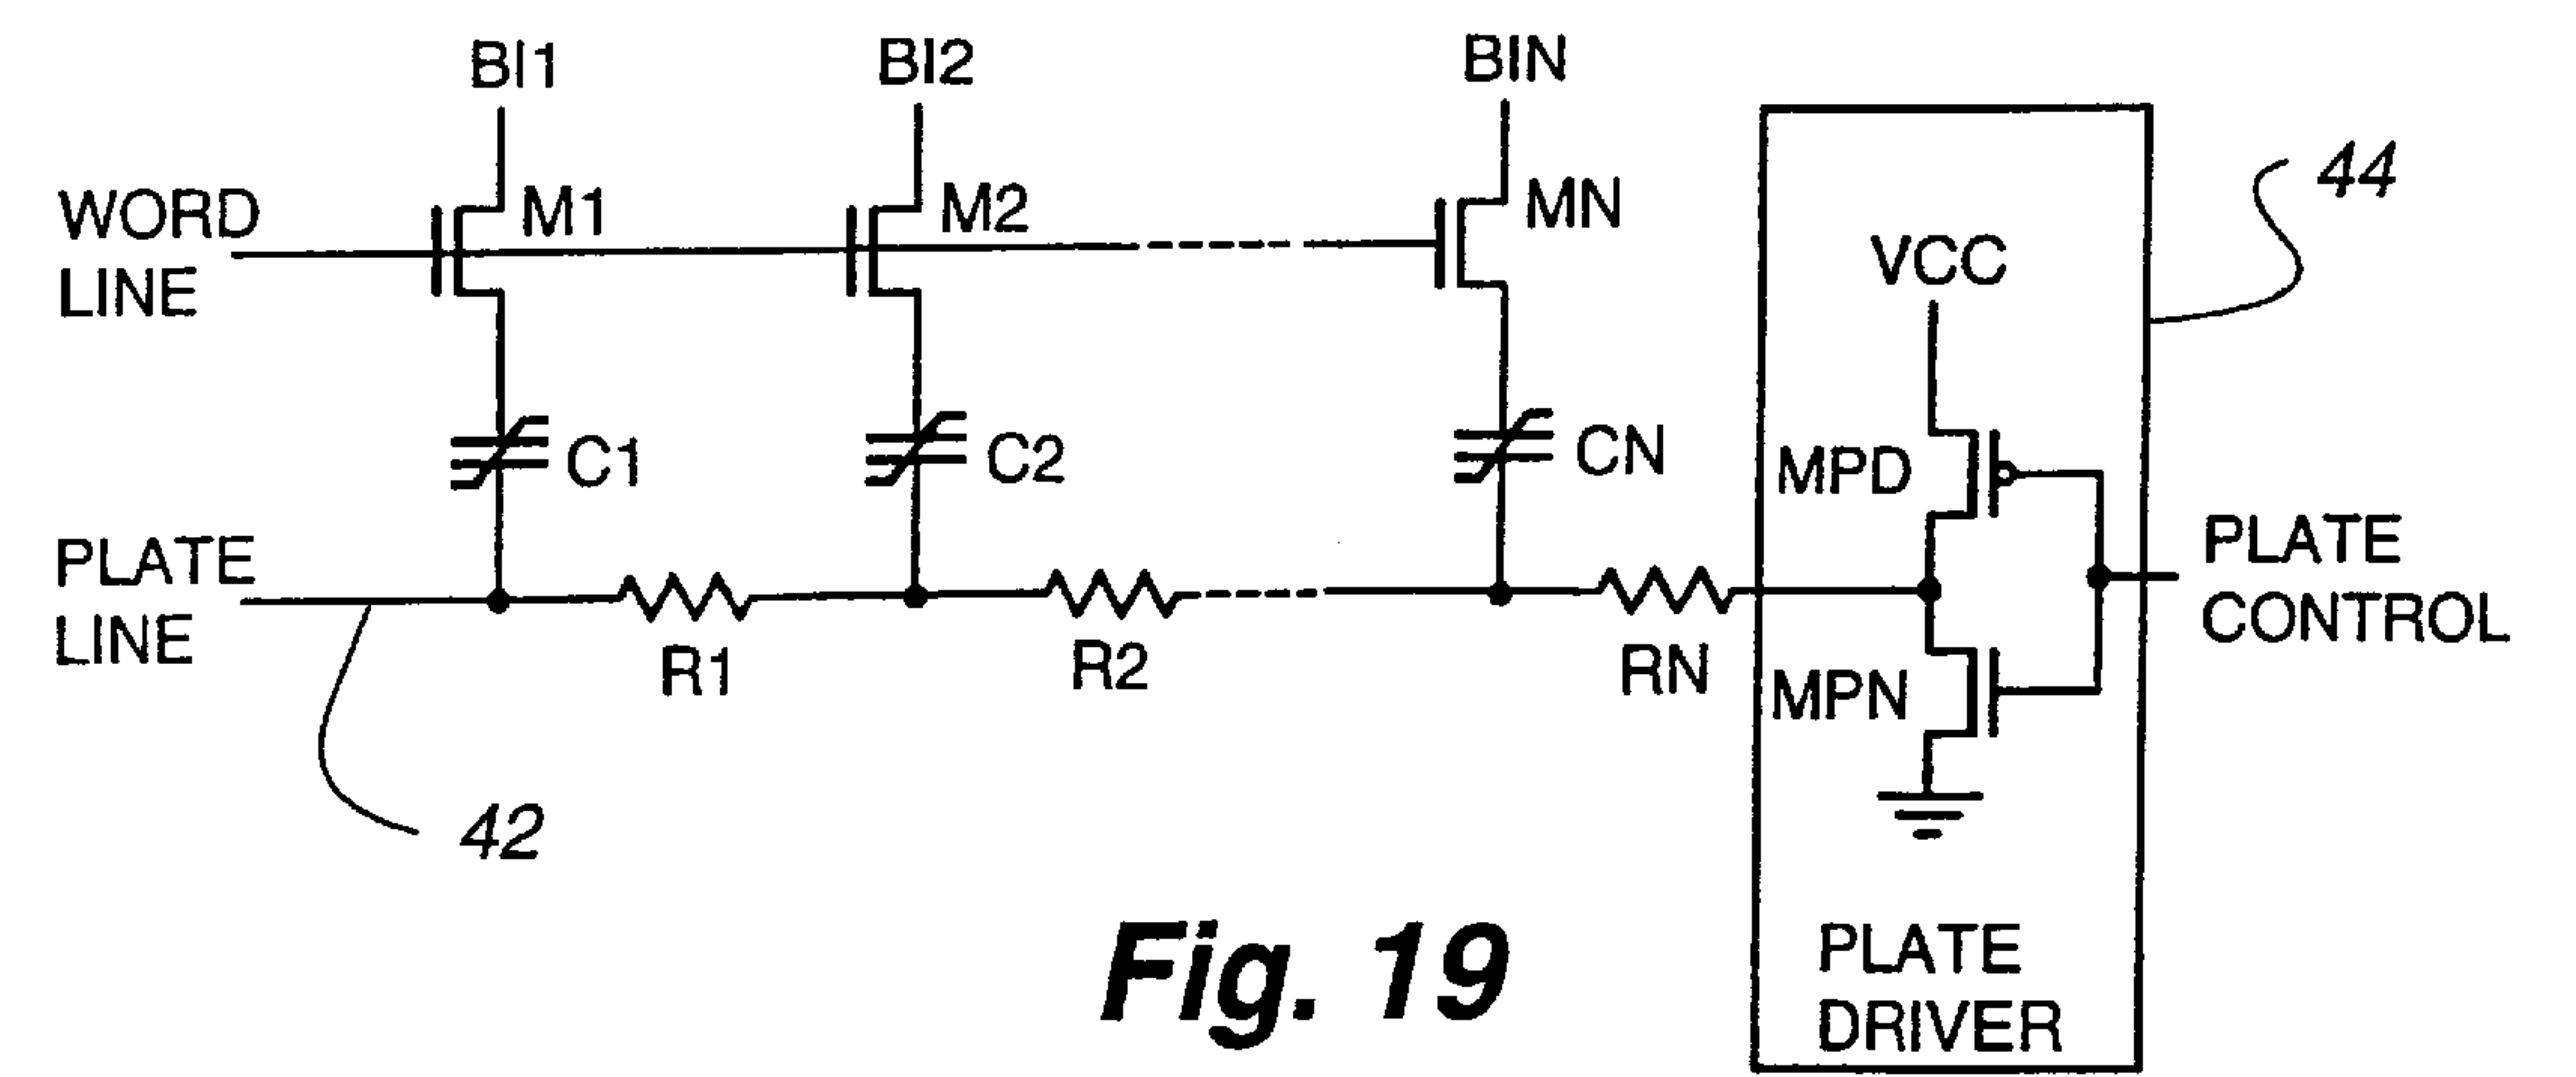 BI1
BI2
BIN
WORD
LINE
M1
M2
MN
44
VCC
C1
C2
CN
MPD
PLATE
LINE
PLATE
CONTROL
R1
R2
RN
MPN
42
PLATE
DRIVER
Fig. 19